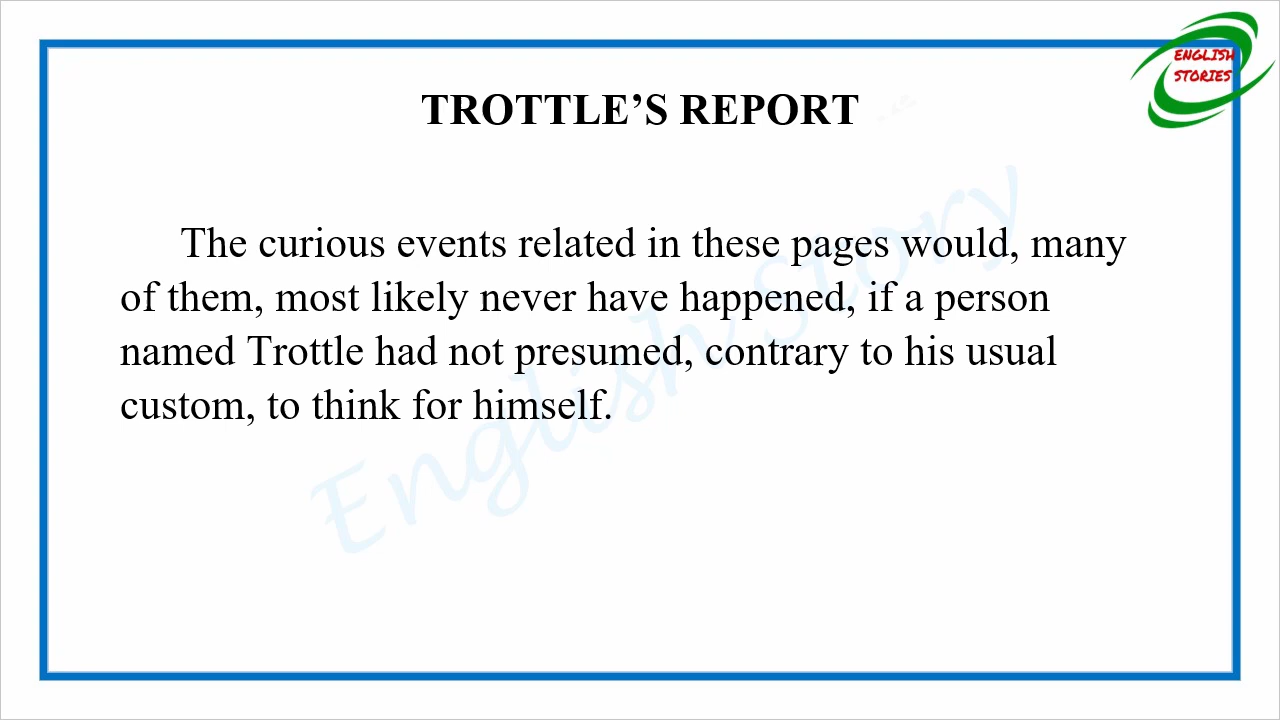 ENGLISH
STORIES
TROTTLE’S REPORT
The curious events related in these pages would, many
of them, most likely never have happened, if a person
named Trottle had not presumed, contrary to his usual
custom, to think for himself.
English Story